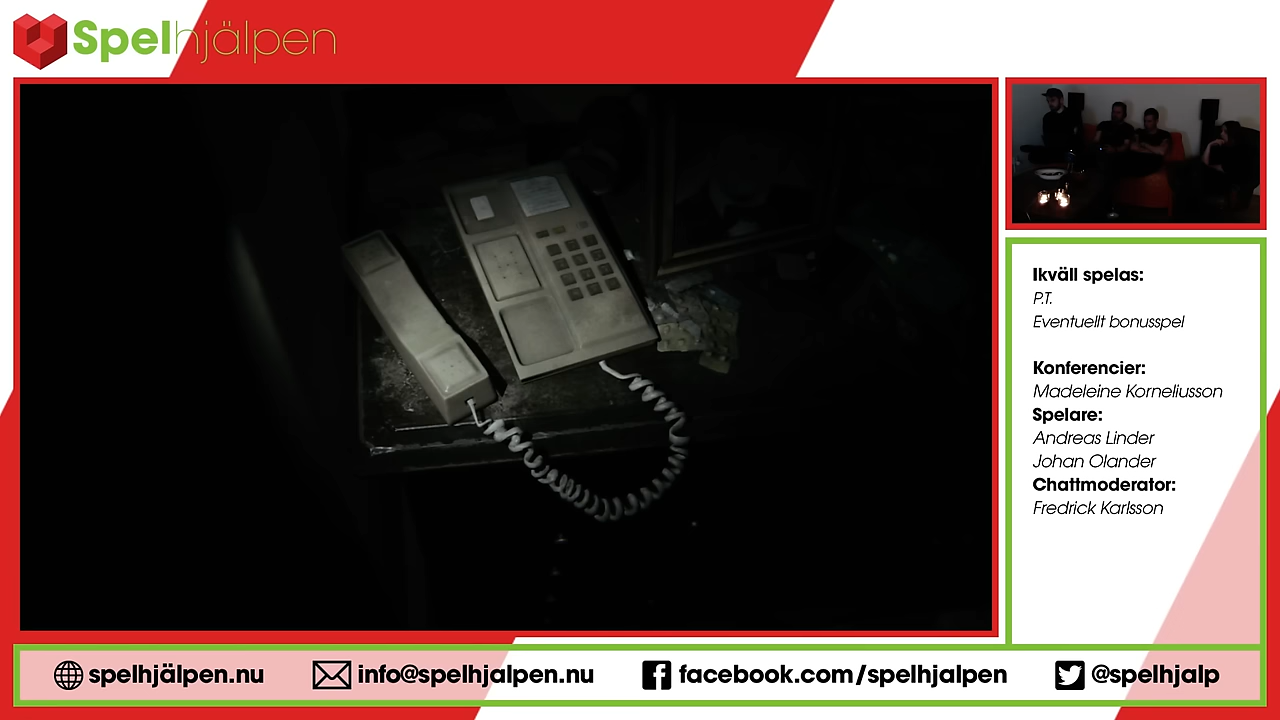 Spelhjälpen
Ikväll spelas:
P.T.
Eventuellt bonusspel
Konferencier:
Madeleine Korneliusson
Spelare:
Andreas Linder
Johan Olander
Chattmoderator:
Fredrick Karlsson
spelhjälpen.nu
info@spelhjalpen.nu
facebook.com/spelhjalpen
@spelhjalp